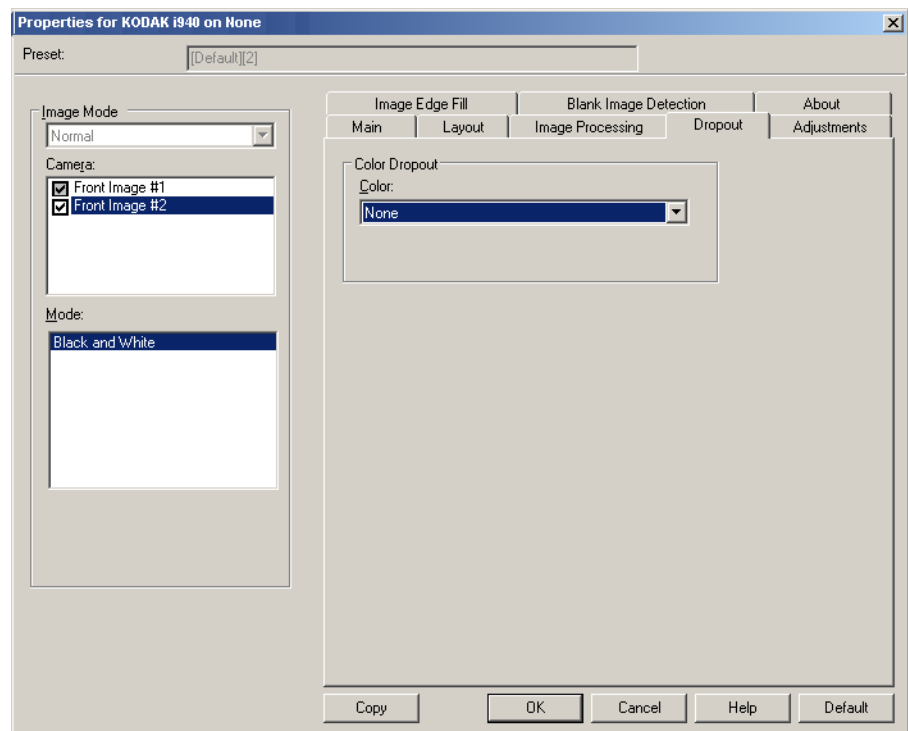 Properties for KODAK i940 on None
Preset:
[Default][2]
Image Mode
Normal
Camera:
Front Image #1
Front Image #2
Mode:
Black and White
Image Edge Fill
Blank Image Detection
About
Main
Layout
Image Processing
Dropout
Adjustments
Color Dropout
Color:
None
Copy
OK
Cancel
Help
Default